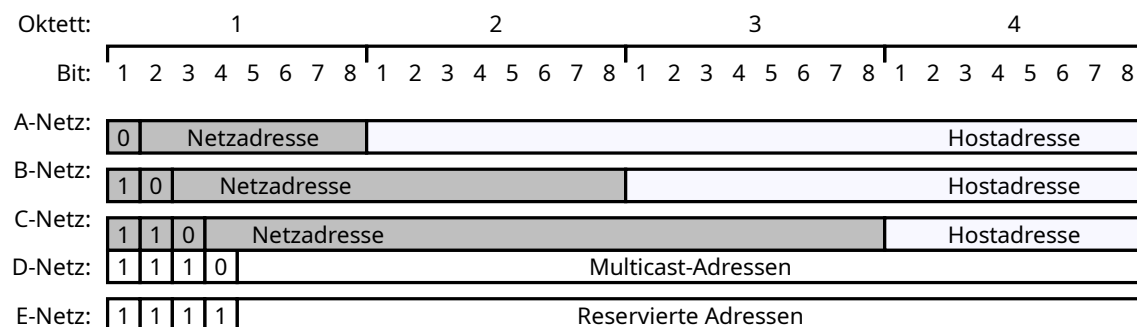 Oktett: 1 2 3 4
Bit: 1 2 3 4 5 6 7 8 1 2 3 4 5 6 7 8 1 2 3 4 5 6 7 8 1 2 3 4 5 6 7 8
A-Netz: 0 Netzadresse Hostadresse
B-Netz: 1 0 Netzadresse Hostadresse
C-Netz: 1 1 0 Netzadresse Hostadresse
D-Netz: 1 1 1 0 Multicast-Adressen
E-Netz: 1 1 1 1 Reservierte Adressen